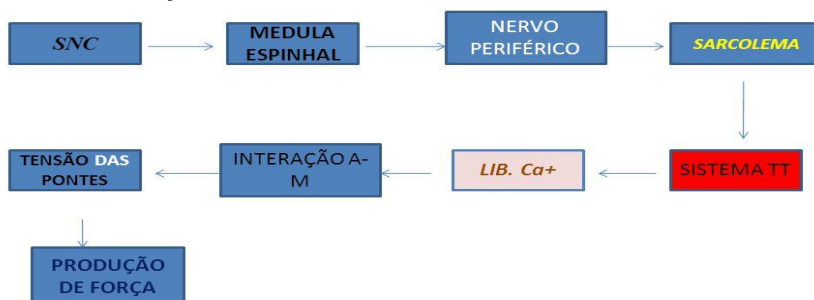 SNC
MEDULA
ESPINHAL
NERVO
PERIFÉRICO
SARCOLEMA
TENSÃO DAS
PONTES
INTERAÇÃO A-
M
LIB. Ca+
SISTEMA TT
PRODUÇÃO
DE FORÇA